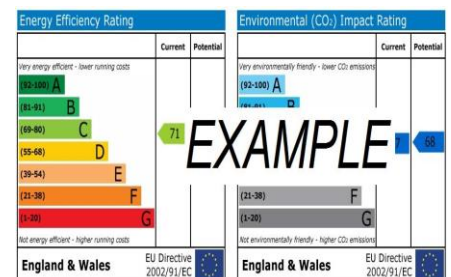 Energy Efficiency Rating
Current Potential
Very energy efficient - lower running costs
(92-100) A
(81-91) B
(69-80) C
71
(55-68) D
(39-54) E
(21-38) F
(1-20) G
Not energy efficient - higher running costs
England & Wales
EU Directive
2002/91/EC
EXAMPLE
Environmental (CO2) Impact Rating
Current Potential
Very environmentally friendly - lower CO2 emissions
(92-100) A
(81-91) B
7
68
(21-38) F
(1-20) G
Not environmentally friendly - higher CO2 emissions
England & Wales
EU Directive
2002/91/EC